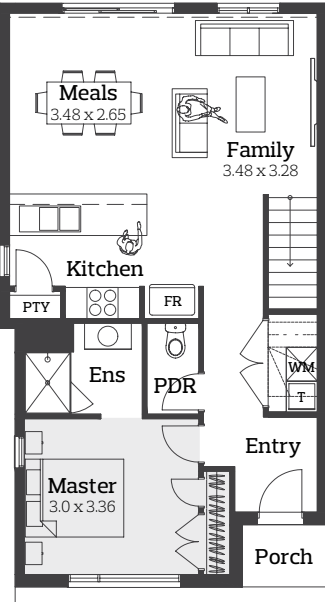 Meals
3.48 x 2.65
Family
3.48 x 3.28
Kitchen
PTY
FR
Ens
PDR
WM
T
Entry
Master
3.0 x 3.36
Porch